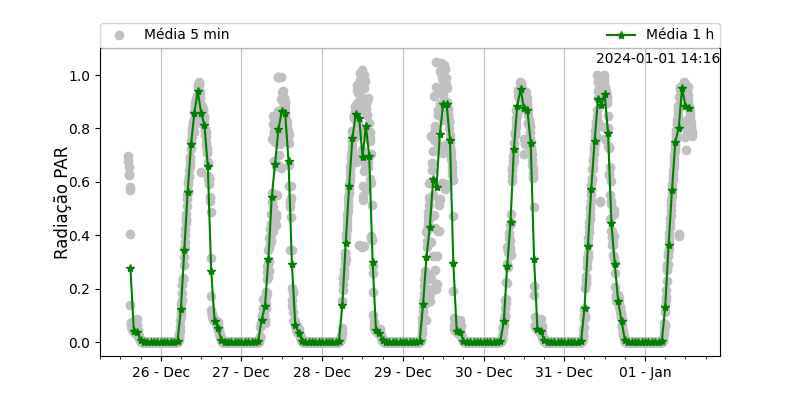 Média 5 min
Média 1 h
2024-01-01 14:16
Radiação PAR
1.0
0.8
0.6
0.4
0.2
0.0
26 - Dec
27 - Dec
28 - Dec
29 - Dec
30 - Dec
31 - Dec
01 - Jan